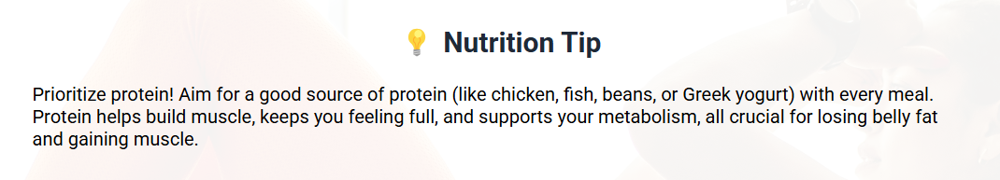 💡 Nutrition Tip
Prioritize protein! Aim for a good source of protein (like chicken, fish, beans, or Greek yogurt) with every meal.
Protein helps build muscle, keeps you feeling full, and supports your metabolism, all crucial for losing belly fat
and gaining muscle.